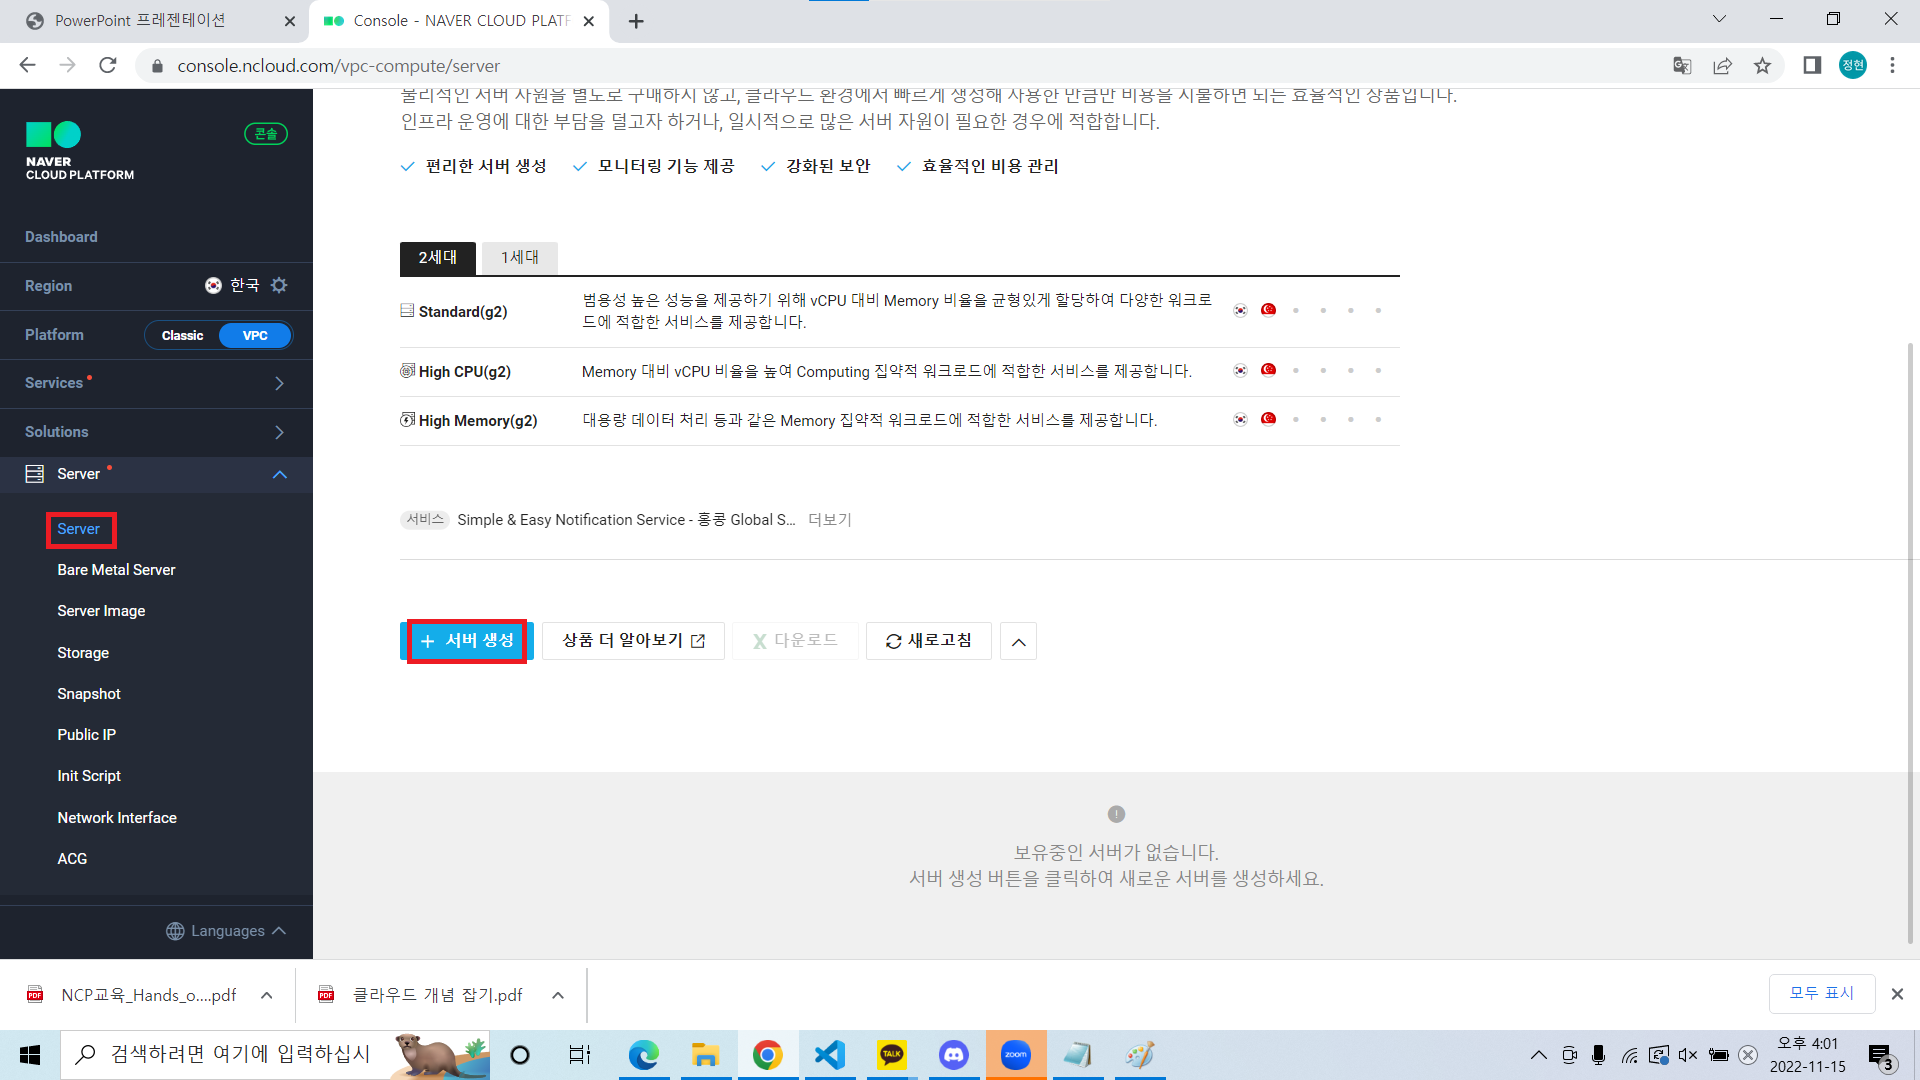 PowerPoint 프레젠테이션
Console - NAVER CLOUD PLATF
console.ncloud.com/vpc-compute/server
정현
NAVER
CLOUD PLATFORM
콘솔
Dashboard
Region
한국
Platform
Classic
VPC
Services
Solutions
Server
Server
Bare Metal Server
Server Image
Storage
Snapshot
Public IP
Init Script
Network Interface
ACG
Languages
물리적인 서버 자원을 별도로 구매하지 않고, 클라우드 환경에서 빠르게 생성해 사용한 만큼만 비용을 지불하면 되는 효율적인 상품입니다.
인프라 운영에 대한 부담을 덜고자 하거나, 일시적으로 많은 서버 자원이 필요한 경우에 적합합니다.
편리한 서버 생성
모니터링 기능 제공
강화된 보안
효율적인 비용 관리
2세대
1세대
Standard(g2)
범용성 높은 성능을 제공하기 위해 vCPU 대비 Memory 비율을 균형있게 할당하여 다양한 워크로
드에 적합한 서비스를 제공합니다.
High CPU(g2)
Memory 대비 vCPU 비율을 높여 Computing 집약적 워크로드에 적합한 서비스를 제공합니다.
High Memory(g2)
대용량 데이터 처리 등과 같은 Memory 집약적 워크로드에 적합한 서비스를 제공합니다.
서비스
Simple & Easy Notification Service - 홍콩 Global S...
더보기
+ 서버 생성
상품 더 알아보기
다운로드
새로고침
보유중인 서버가 없습니다.
서버 생성 버튼을 클릭하여 새로운 서버를 생성하세요.
PDF
NCP교육_Hands_o....pdf
PDF
클라우드 개념 잡기.pdf
모두 표시
검색하려면 여기에 입력하십시
TALK
zoom
오후 4:01
2022-11-15
3